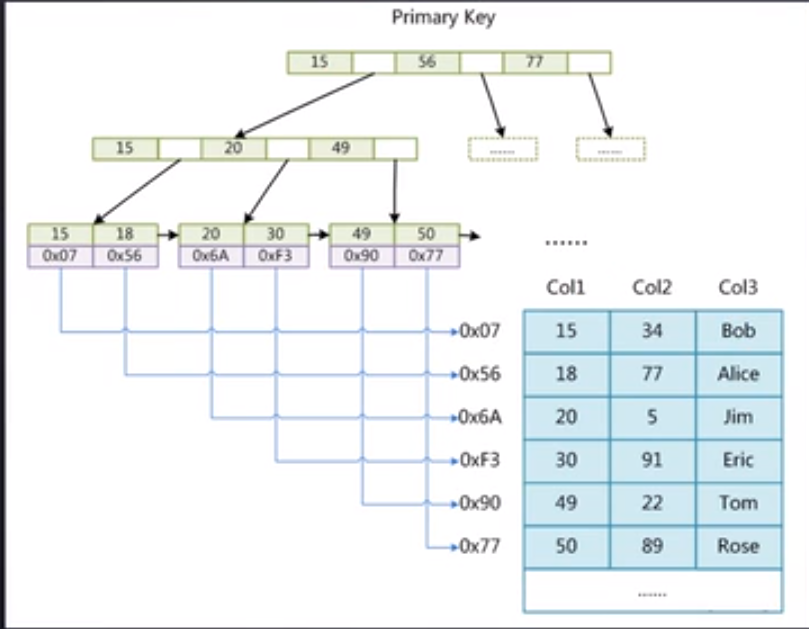 Primary Key
15 56 77
15 20 49
...... ......
15 18 20 30 49 50
0x07 0x56 0x6A 0xF3 0x90 0x77
......
Col1 Col2 Col3
0x07 15 34 Bob
0x56 18 77 Alice
0x6A 20 5 Jim
0xF3 30 91 Eric
0x90 49 22 Tom
0x77 50 89 Rose
......